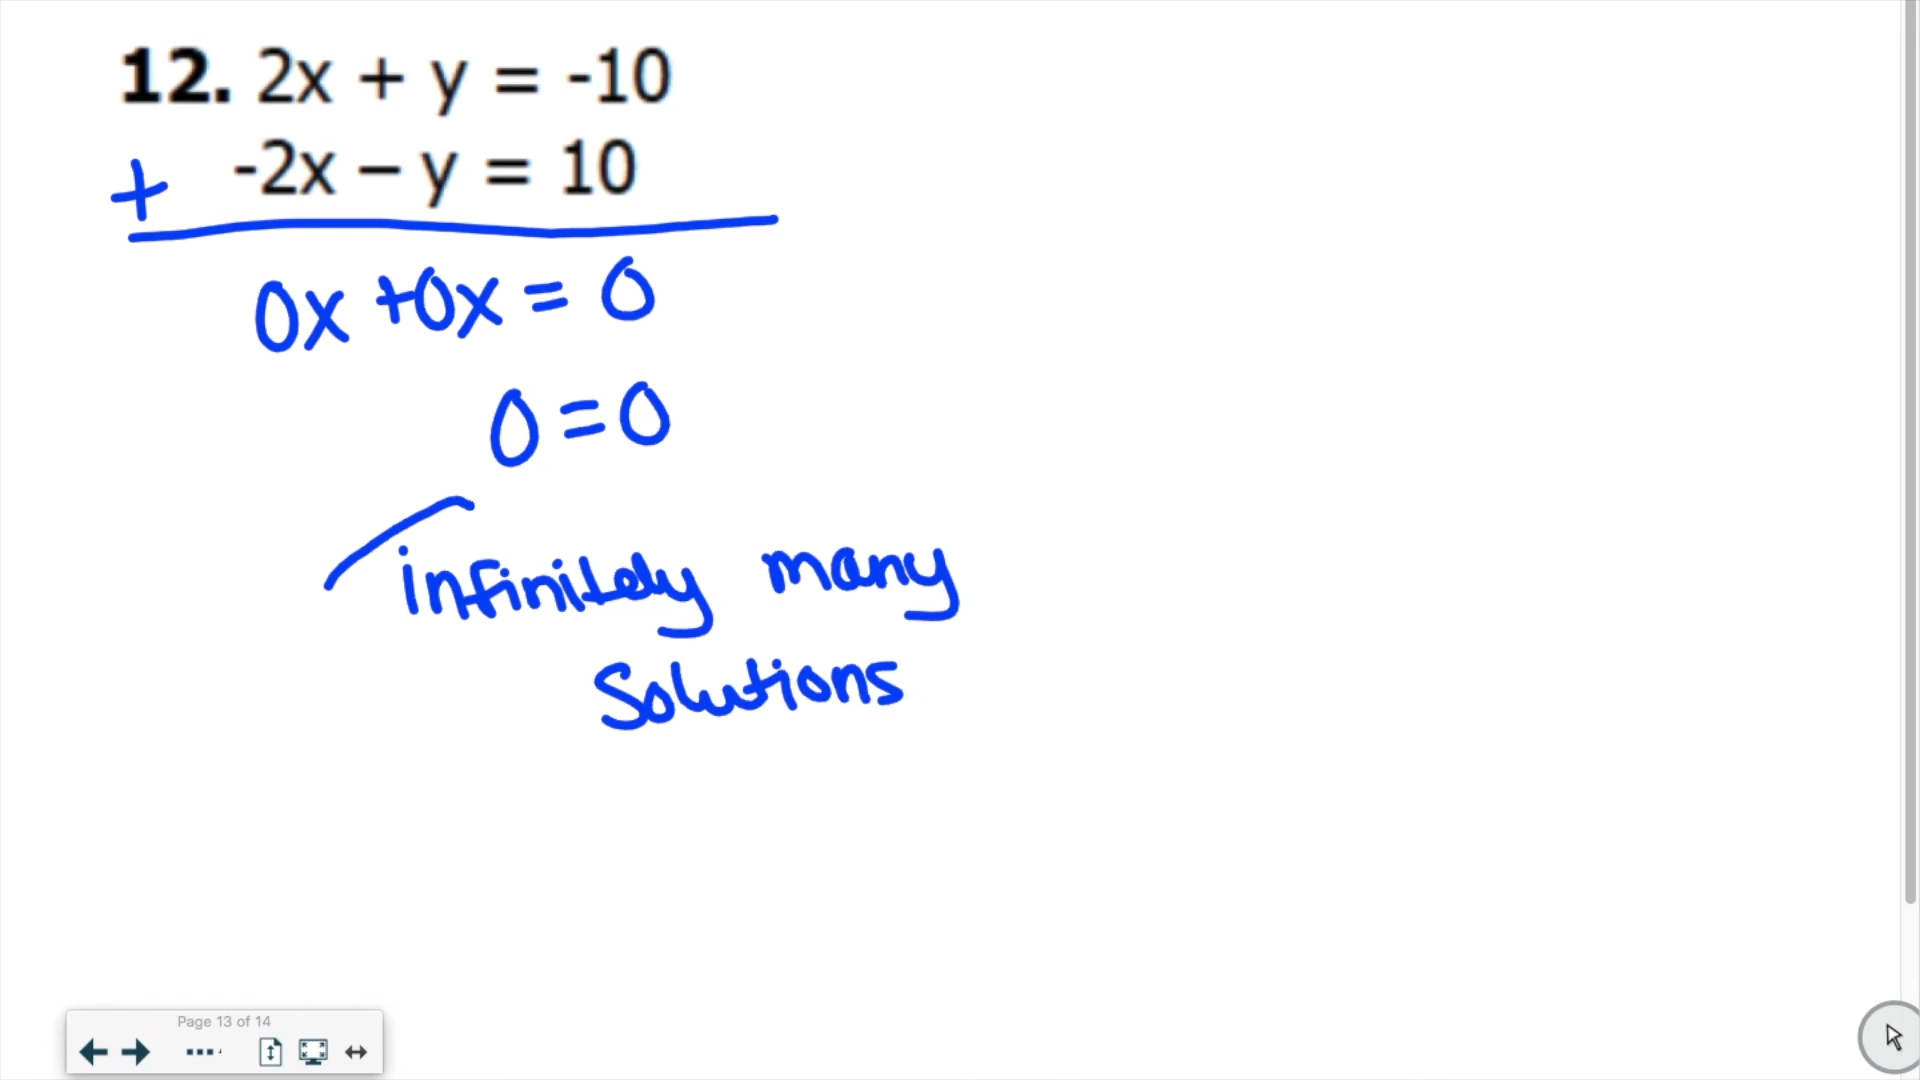 12. 2x + y = -10
+ -2x – y = 10
0x +0x = 0
0=0
infinitely many
Solutions
Page 13 of 14